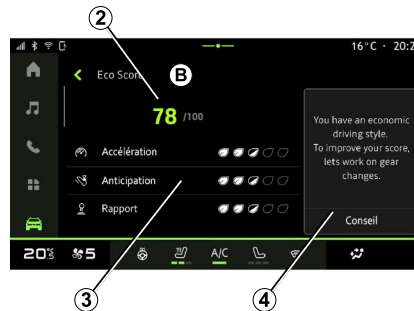 2
16°C · 20:2
Eco Score
B
78 /100
Accélération
Anticipation
Rapport
You have an economic
driving style.
To improve your score,
lets work on gear
changes.
Conseil
20.5
5
A/C
3
4